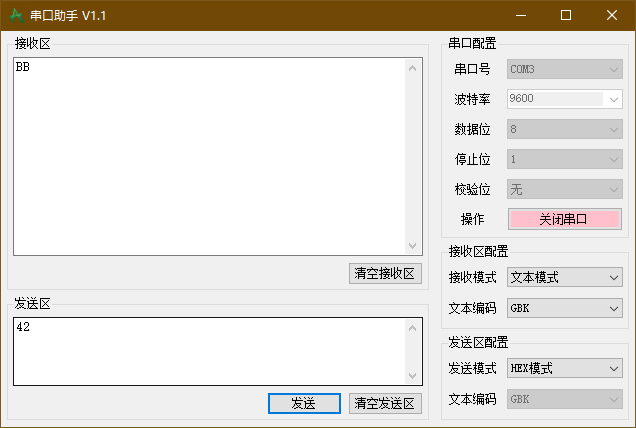 串口助手 V1.1
接收区
BB
清空接收区
发送区
42
发送
清空发送区
串口配置
串口号 COM3
波特率 9600
数据位 8
停止位 1
校验位 无
操作 关闭串口
接收区配置
接收模式 文本模式
文本编码 GBK
发送区配置
发送模式 HEX模式
文本编码 GBK